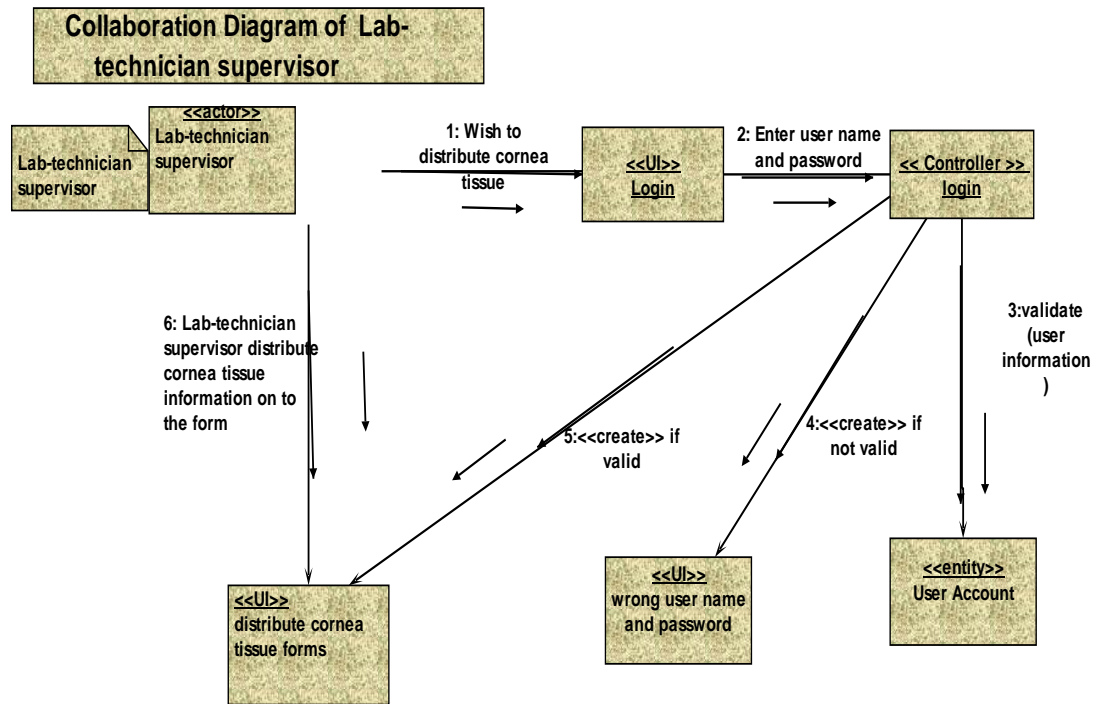 Collaboration Diagram of Lab-
technician supervisor
Lab-technician
supervisor
<<actor>>
Lab-technician
supervisor
1: Wish to
distribute cornea
tissue
<<UI>>
Login
2: Enter user name
and password
<< Controller >>
login
6: Lab-technician
supervisor distribute
cornea tissue
information on to
the form
5:<<create>> if
valid
4:<<create>> if
not valid
3:validate
(user
information
)
<<UI>>
distribute cornea
tissue forms
<<UI>>
wrong user name
and password
<<entity>>
User Account